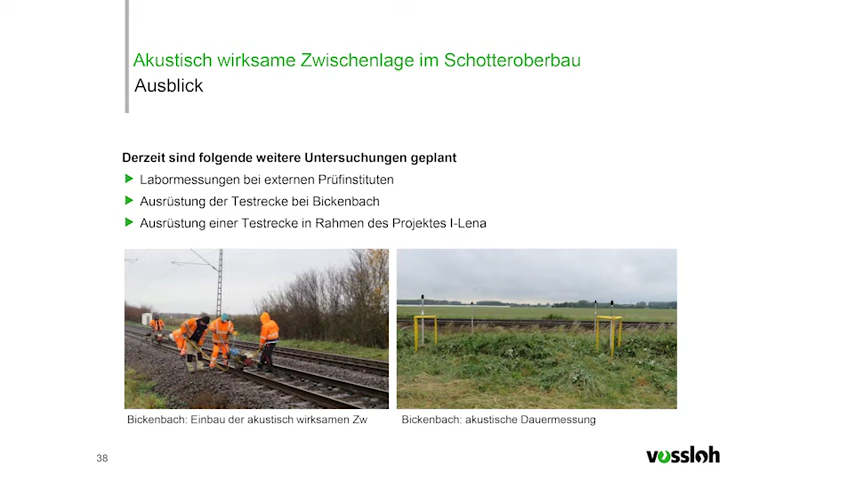 Akustisch wirksame Zwischenlage im Schotteroberbau
Ausblick
Derzeit sind folgende weitere Untersuchungen geplant
Labormessungen bei externen Prüfinstituten
Ausrüstung der Testrecke bei Bickenbach
Ausrüstung einer Testrecke in Rahmen des Projektes I-Lena
Bickenbach: Einbau der akustisch wirksamen Zw
Bickenbach: akustische Dauermessung
38
vossloh